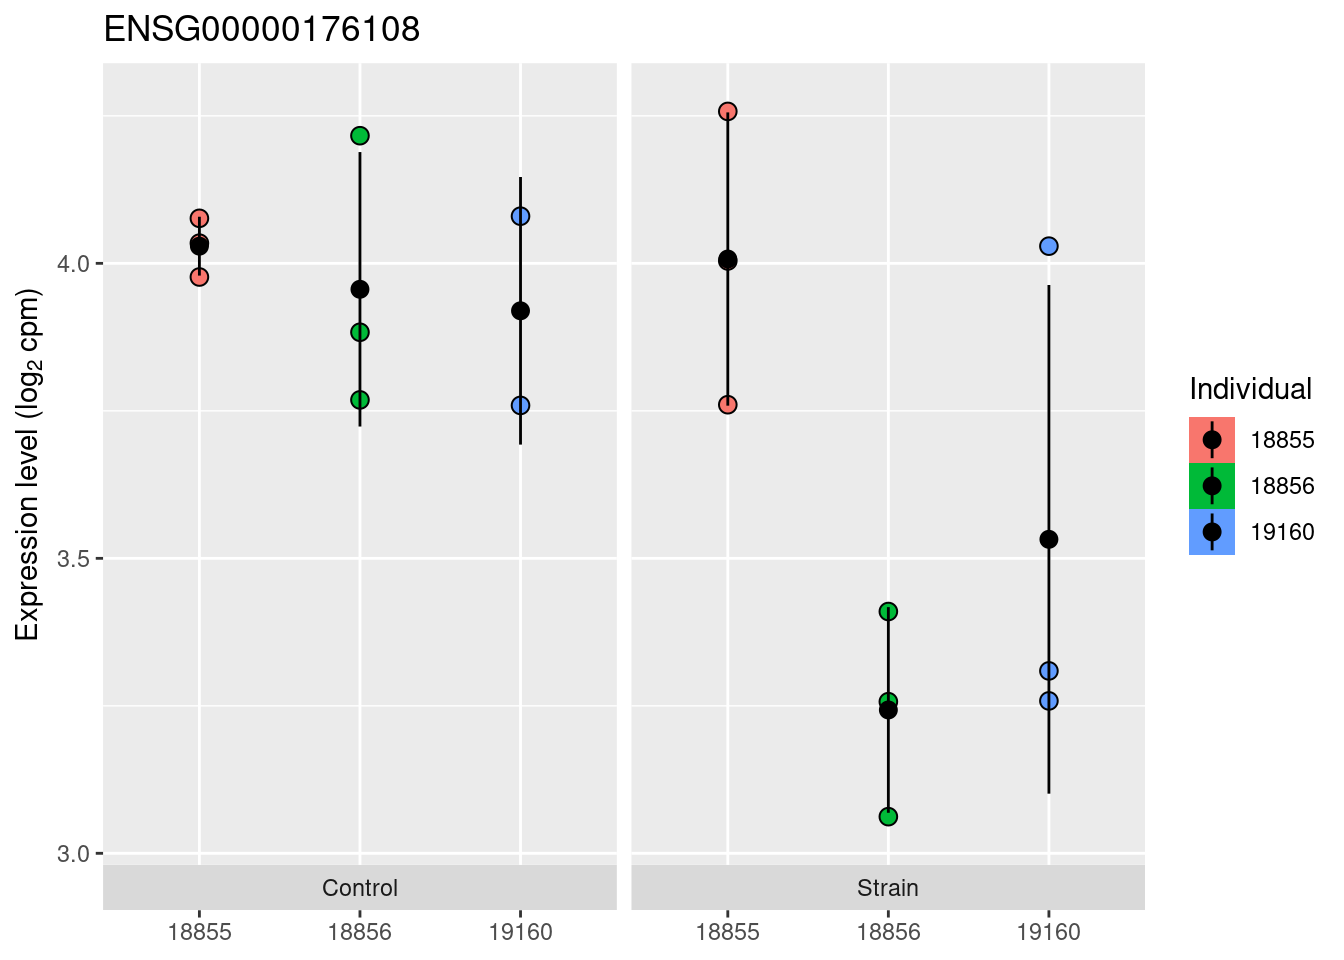 ENSG00000176108
Expression level (log₂ cpm)
4.0
3.5
3.0
Control
Strain
18855
18856
19160
18855
18856
19160
Individual
18855
18856
19160